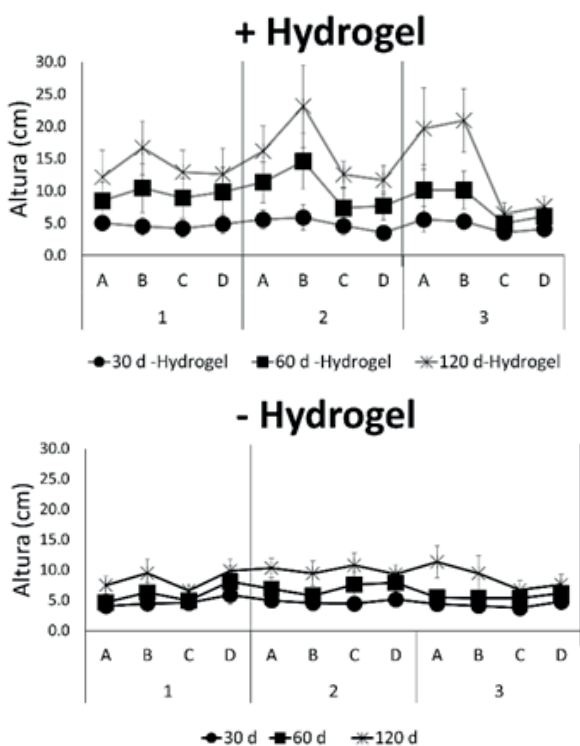 + Hydrogel
Altura (cm)
30.0
25.0
20.0
15.0
10.0
5.0
0.0
A B C D A B C D A B C D
1 2 3
30 d -Hydrogel 60 d -Hydrogel 120 d-Hydrogel
- Hydrogel
Altura (cm)
30.0
25.0
20.0
15.0
10.0
5.0
0.0
A B C D A B C D A B C D
1 2 3
30 d 60 d 120 d